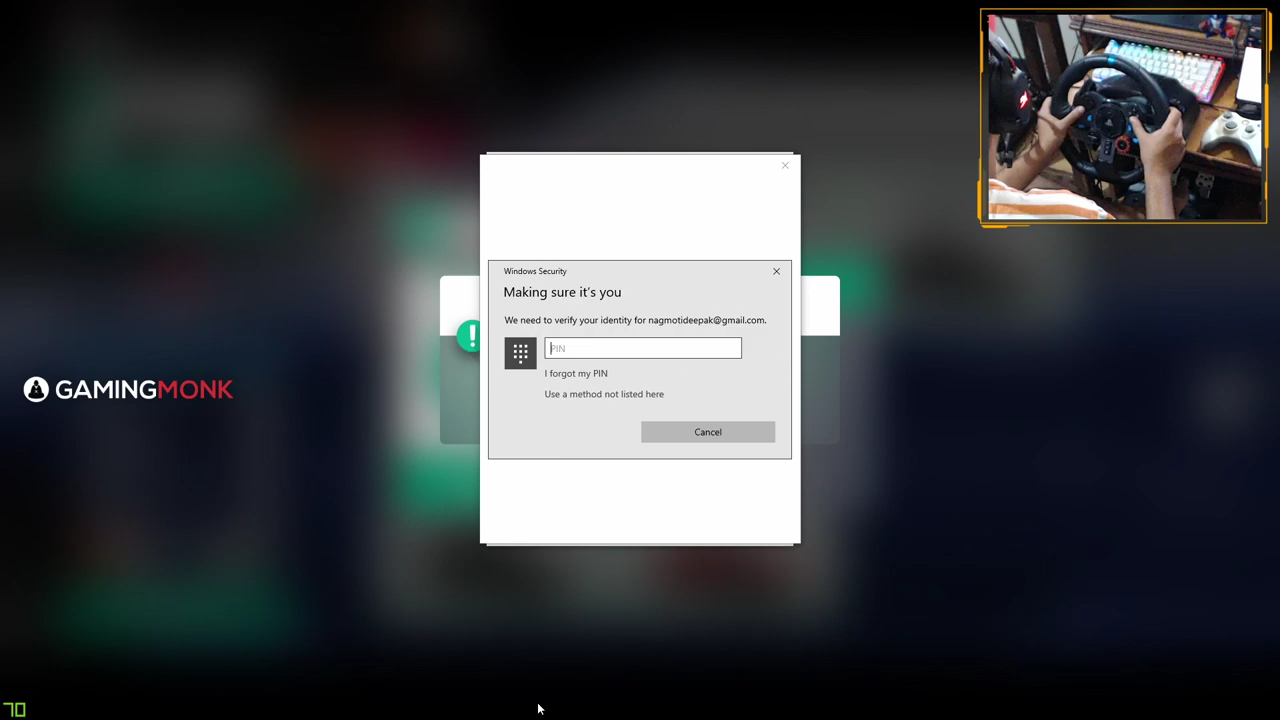 Windows Security
Making sure it's you
We need to verify your identity for nagmotideepak@gmail.com.
PIN
I forgot my PIN
Use a method not listed here
Cancel
!
GAMINGMONK
70